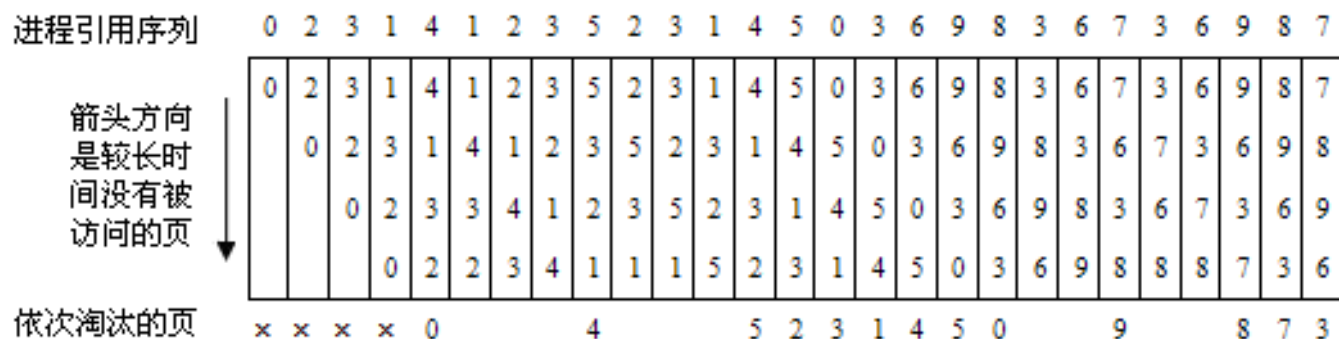 进程引用序列 0 2 3 1 4 1 2 3 5 2 3 1 4 5 0 3 6 9 8 3 6 7 3 6 9 8 7
箭头方向
是较长时
间没有被
访问的页
0 2 3 1 4 1 2 3 5 2 3 1 4 5 0 3 6 9 8 3 6 7 3 6 9 8 7
0 2 3 1 4 1 2 3 5 2 3 1 4 5 0 3 6 9 8 3 6 7 3 6 9 8
0 2 3 3 4 1 2 3 5 2 3 1 4 5 0 3 6 9 8 3 6 7 3 6 9
0 2 2 3 4 1 1 1 5 2 3 1 4 5 0 3 6 9 8 8 8 7 3 6
依次淘汰的页 × × × × 0 4 5 2 3 1 4 5 0 9 8 7 3